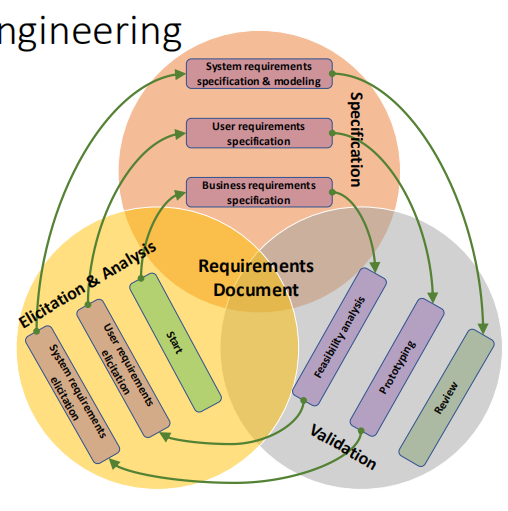 ngineering
System requirements
specification & modeling
User requirements
specification
Business requirements
specification
Specification
Elicitation & Analysis
Requirements
Document
System requirements
elicitation
User requirements
elicitation
Start
Feasibility analysis
Prototyping
Review
Validation